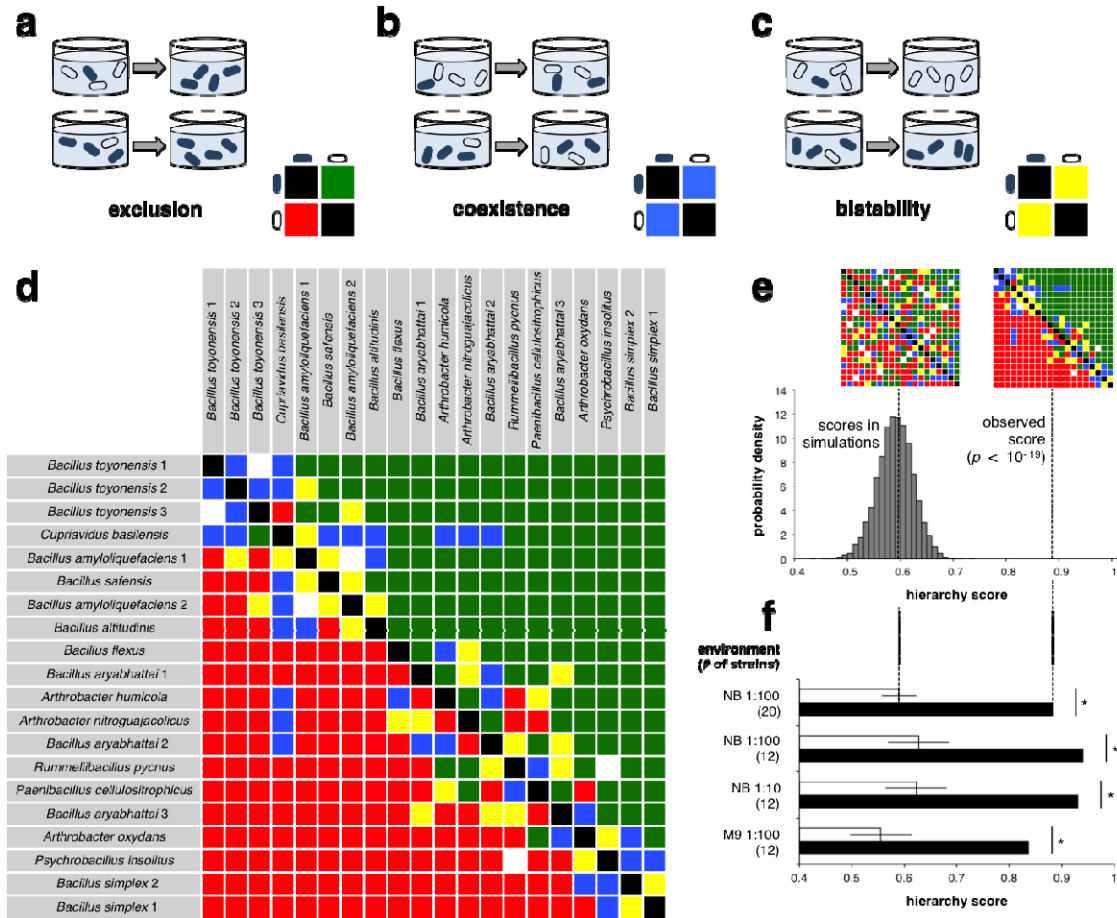 a
b
c
exclusion
coexistence
bistability
d
Bacillus toyonensis 1
Bacillus toyonensis 2
Bacillus toyonensis 3
Cupriavidus basilensis
Bacillus amyloliquefaciens 1
Bacillus safensis
Bacillus amyloliquefaciens 2
Bacillus altitudinis
Bacillus flexus
Bacillus aryabhattai 1
Arthrobacter humicola
Arthrobacter nitroguajacolicus
Bacillus aryabhattai 2
Rummeliibacillus pycnus
Paenibacillus cellulositrophicus
Bacillus aryabhattai 3
Arthrobacter oxydans
Psychrobacillus insolitus
Bacillus simplex 2
Bacillus simplex 1
Bacillus toyonensis 1
Bacillus toyonensis 2
Bacillus toyonensis 3
Cupriavidus basilensis
Bacillus amyloliquefaciens 1
Bacillus safensis
Bacillus amyloliquefaciens 2
Bacillus altitudinis
Bacillus flexus
Bacillus aryabhattai 1
Arthrobacter humicola
Arthrobacter nitroguajacolicus
Bacillus aryabhattai 2
Rummeliibacillus pycnus
Paenibacillus cellulositrophicus
Bacillus aryabhattai 3
Arthrobacter oxydans
Psychrobacillus insolitus
Bacillus simplex 2
Bacillus simplex 1
e
probability density
14
12
10
8
6
4
2
0
scores in
simulations
observed
score
(p < 10⁻¹⁹)
0.4 0.5 0.6 0.7 0.8 0.9 1
hierarchy score
f
environment
(# of strains)
NB 1:100
(20)
*
NB 1:100
(12)
*
NB 1:10
(12)
*
M9 1:100
(12)
*
0.4 0.5 0.6 0.7 0.8 0.9 1
hierarchy score